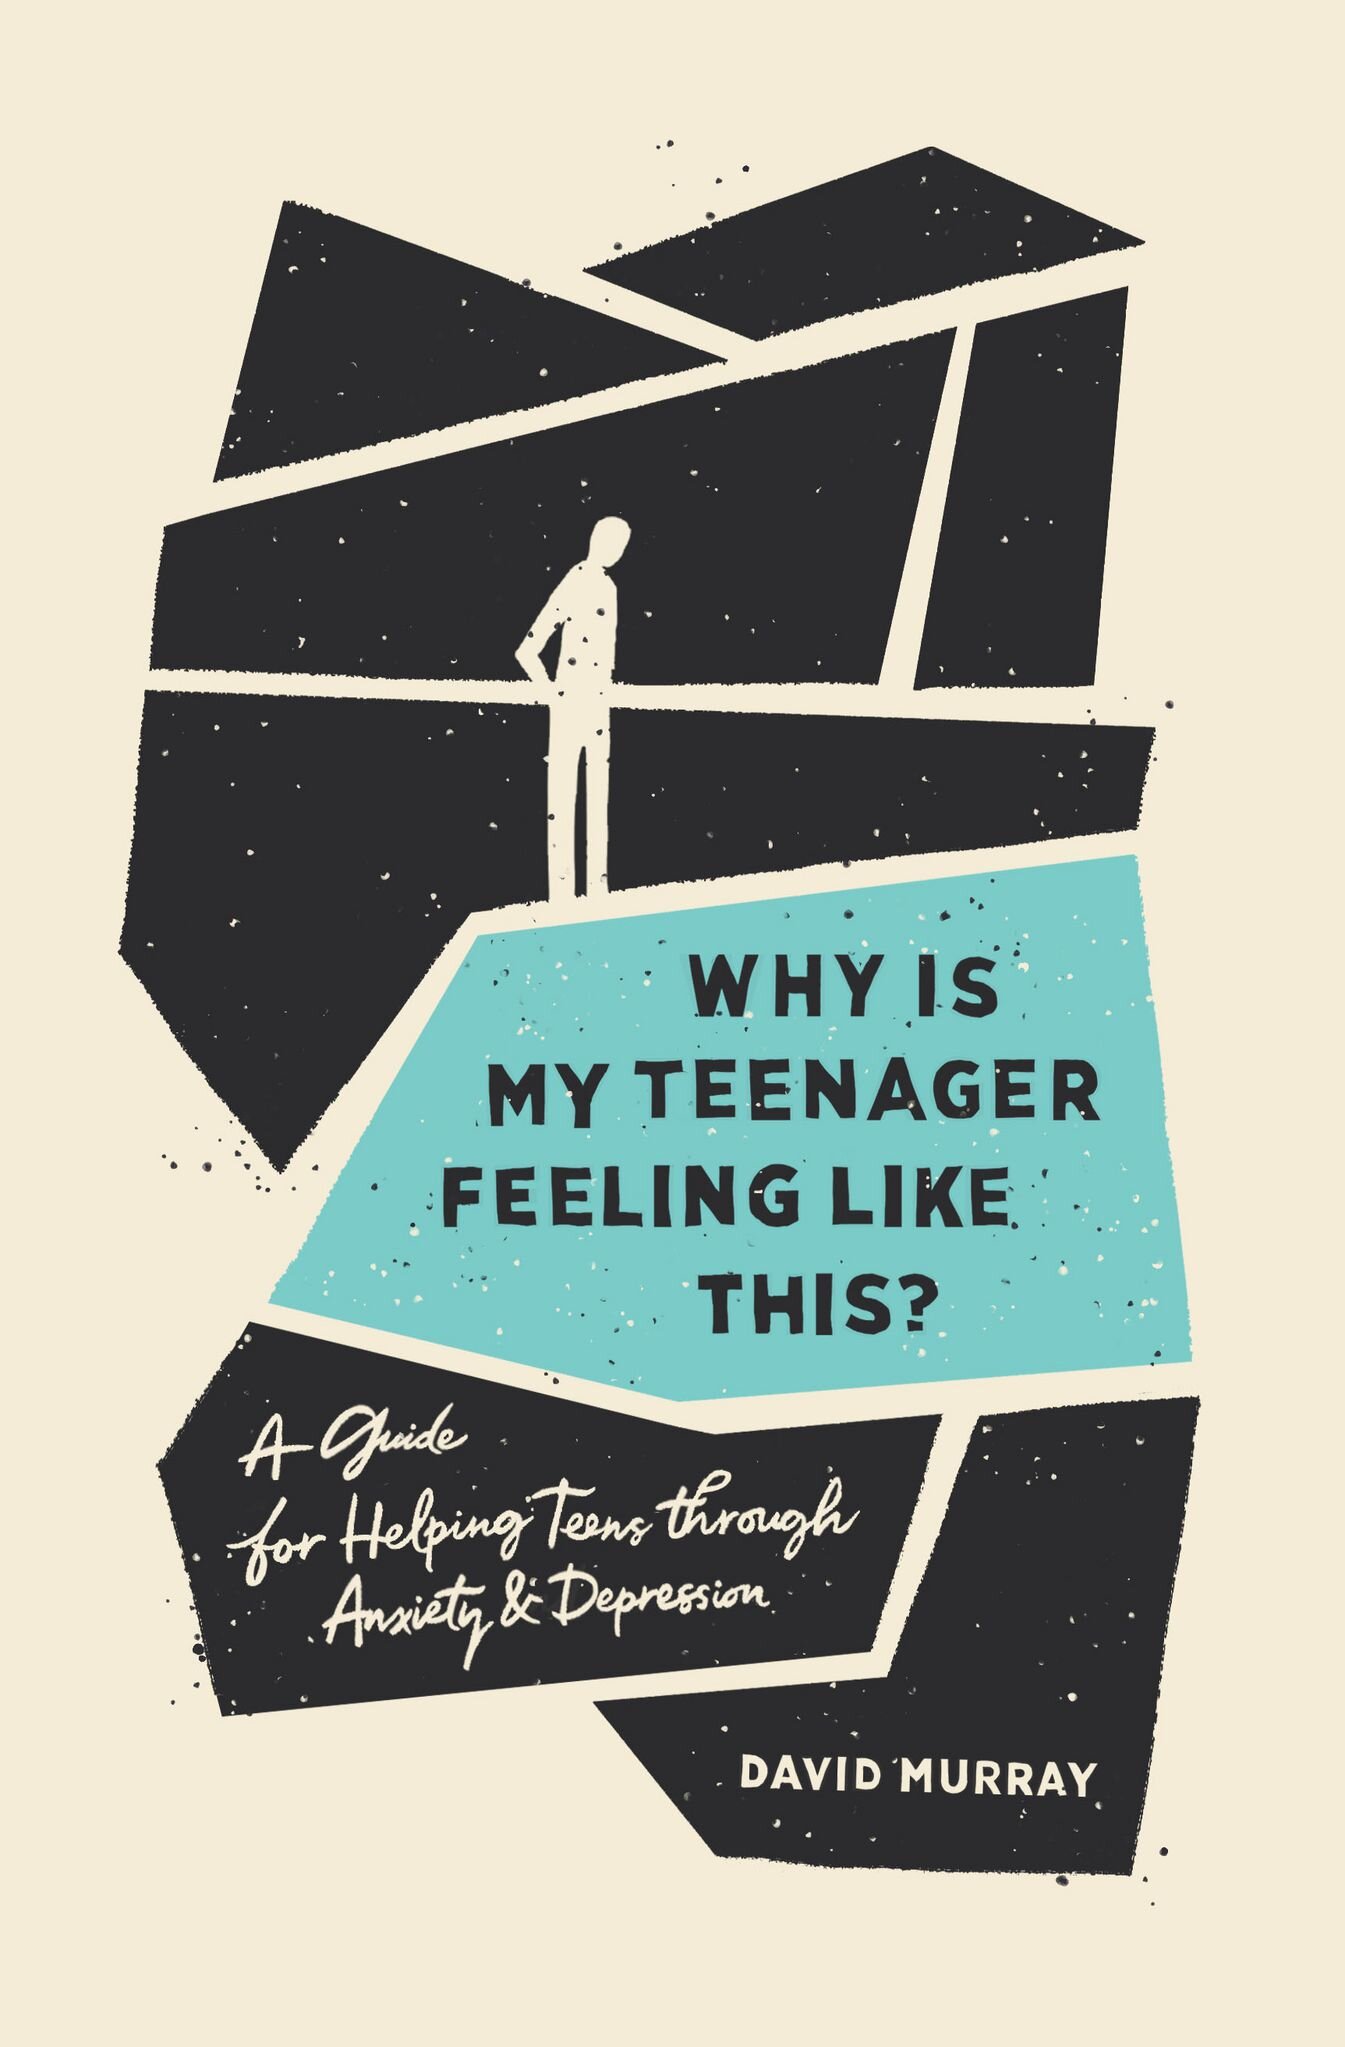 WHY IS
MY TEENAGER
FEELING LIKE
THIS?
A Guide
for Helping Teens through
Anxiety & Depression
DAVID MURRAY